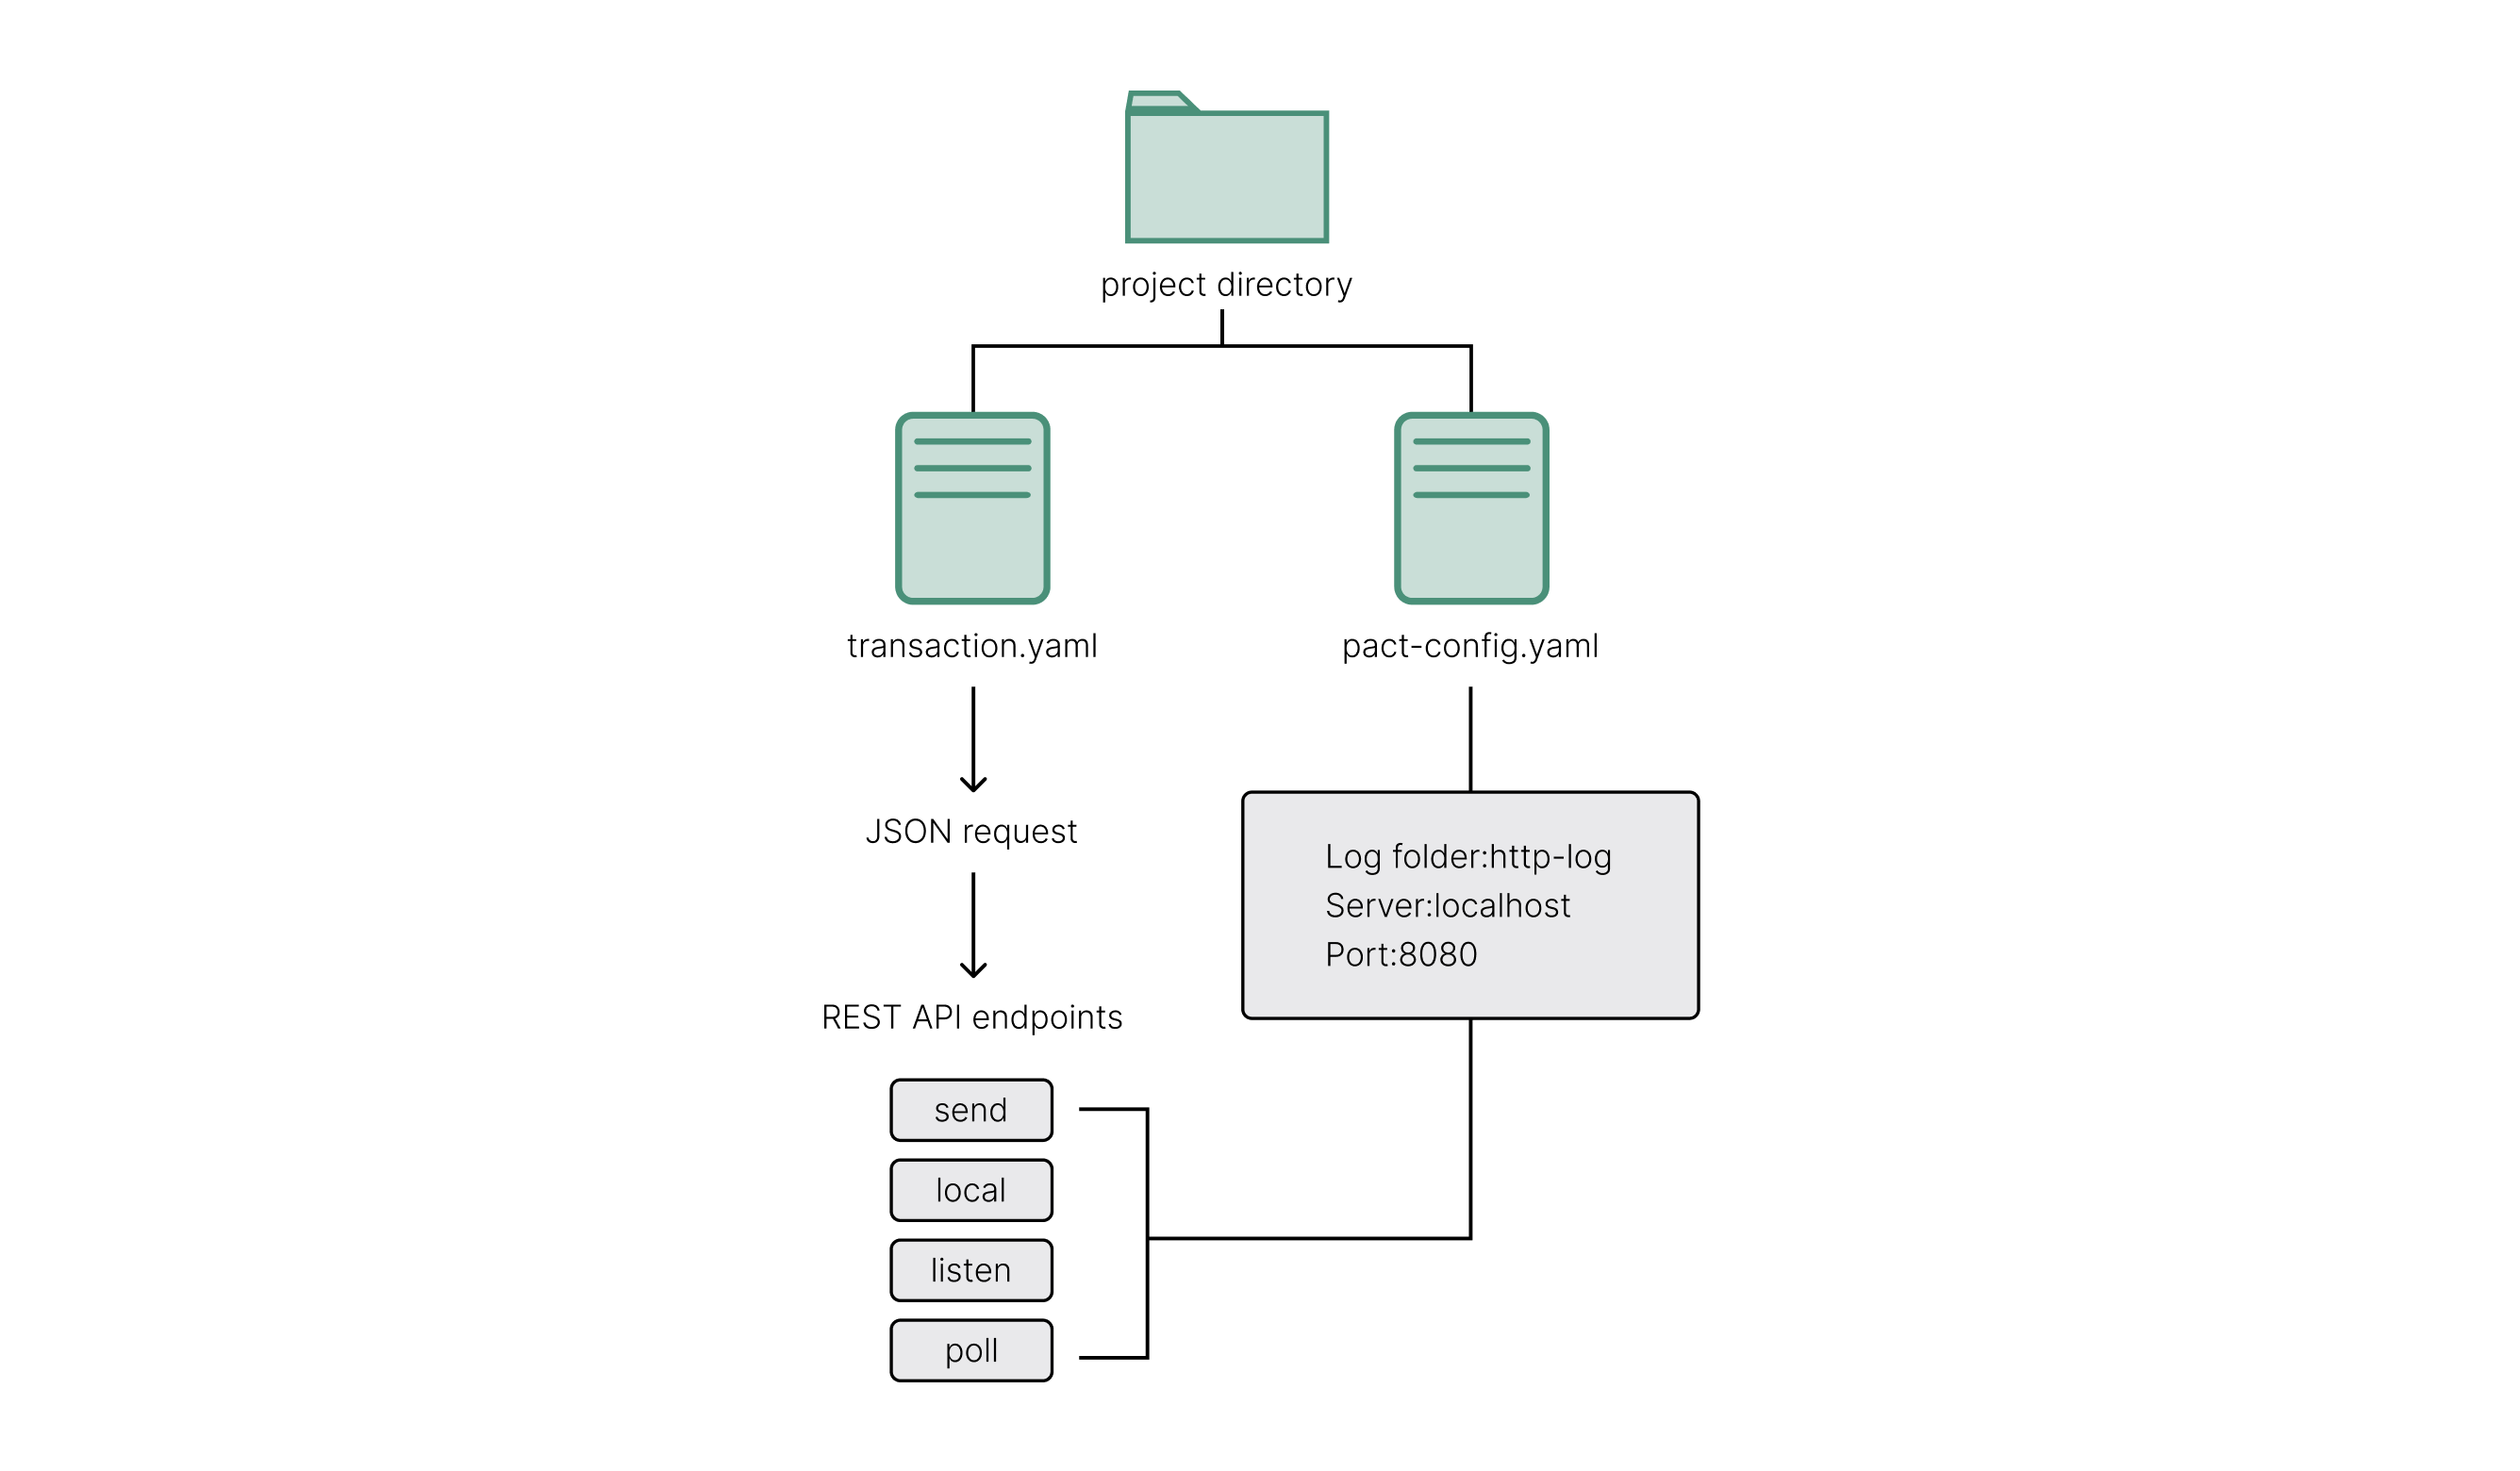 project directory
transaction.yaml
pact-config.yaml
JSON request
Log folder:http-log
Server:localhost
Port:8080
REST API endpoints
send
local
listen
poll